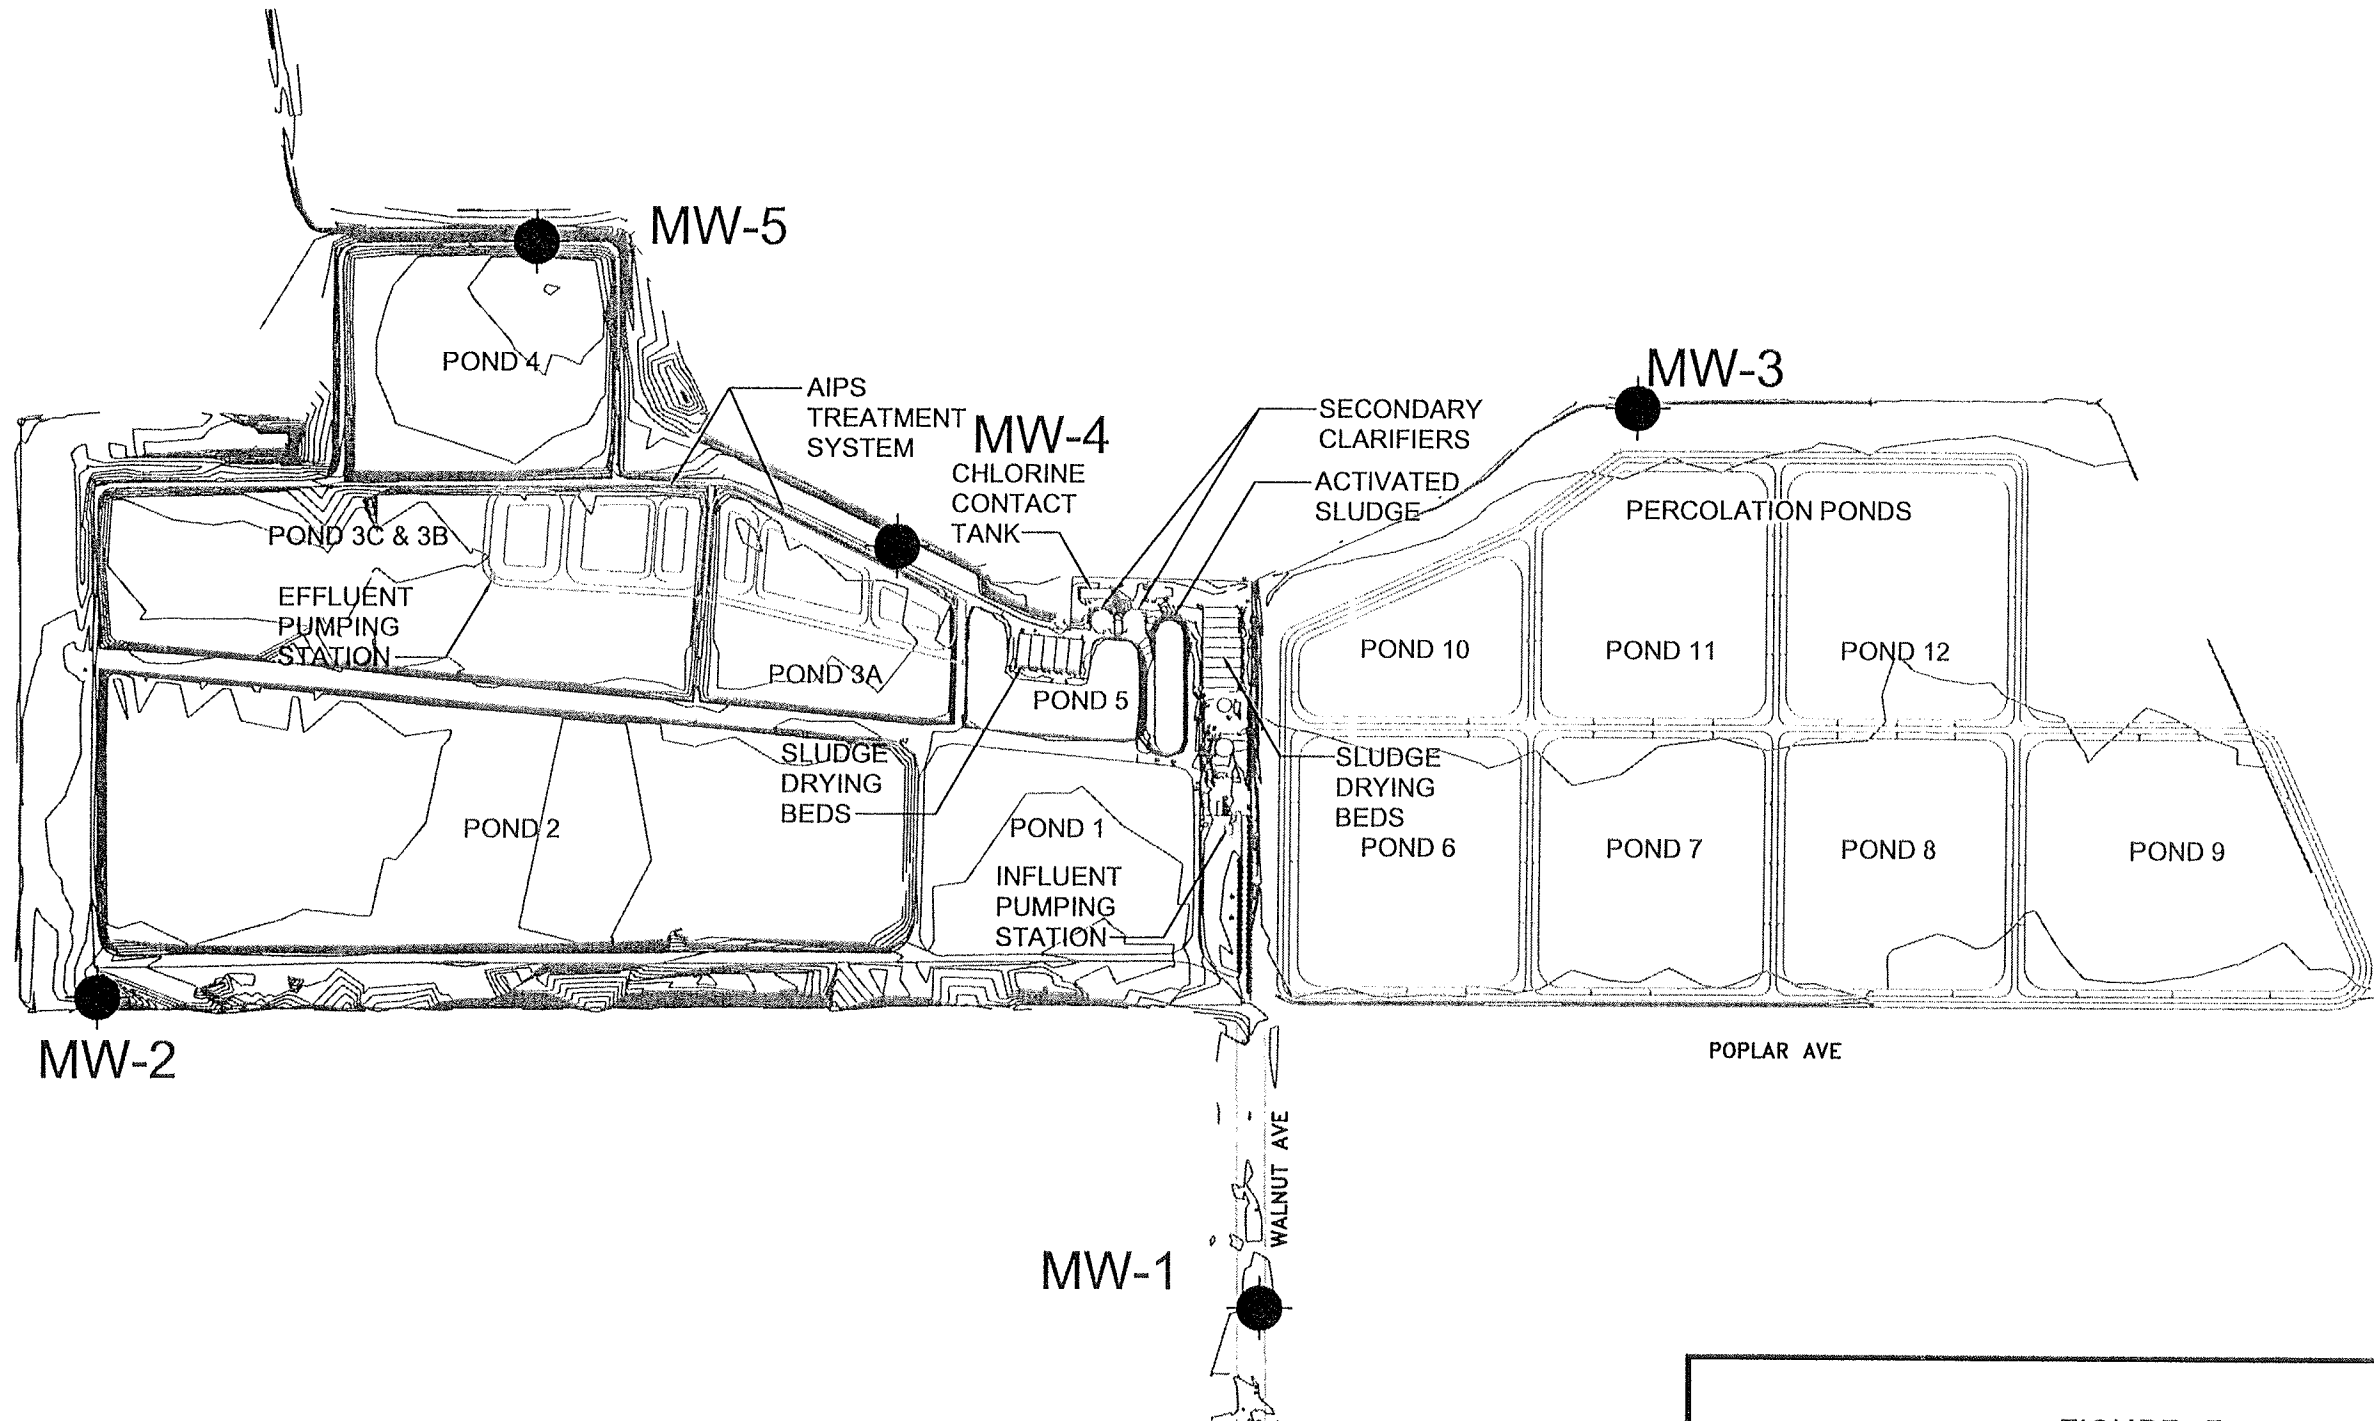 MW-5
MW-3
POND 4
AIPS
TREATMENT
SYSTEM
MW-4
CHLORINE
CONTACT
TANK
SECONDARY
CLARIFIERS
ACTIVATED
SLUDGE
PERCOLATION PONDS
POND 3C & 3B
EFFLUENT
PUMPING
STATION
POND 3A
POND 5
POND 10
POND 11
POND 12
SLUDGE
DRYING
BEDS
SLUDGE
DRYING
BEDS
POND 2
POND 1
POND 6
POND 7
POND 8
POND 9
INFLUENT
PUMPING
STATION
MW-2
POPLAR AVE
WALNUT AVE
MW-1